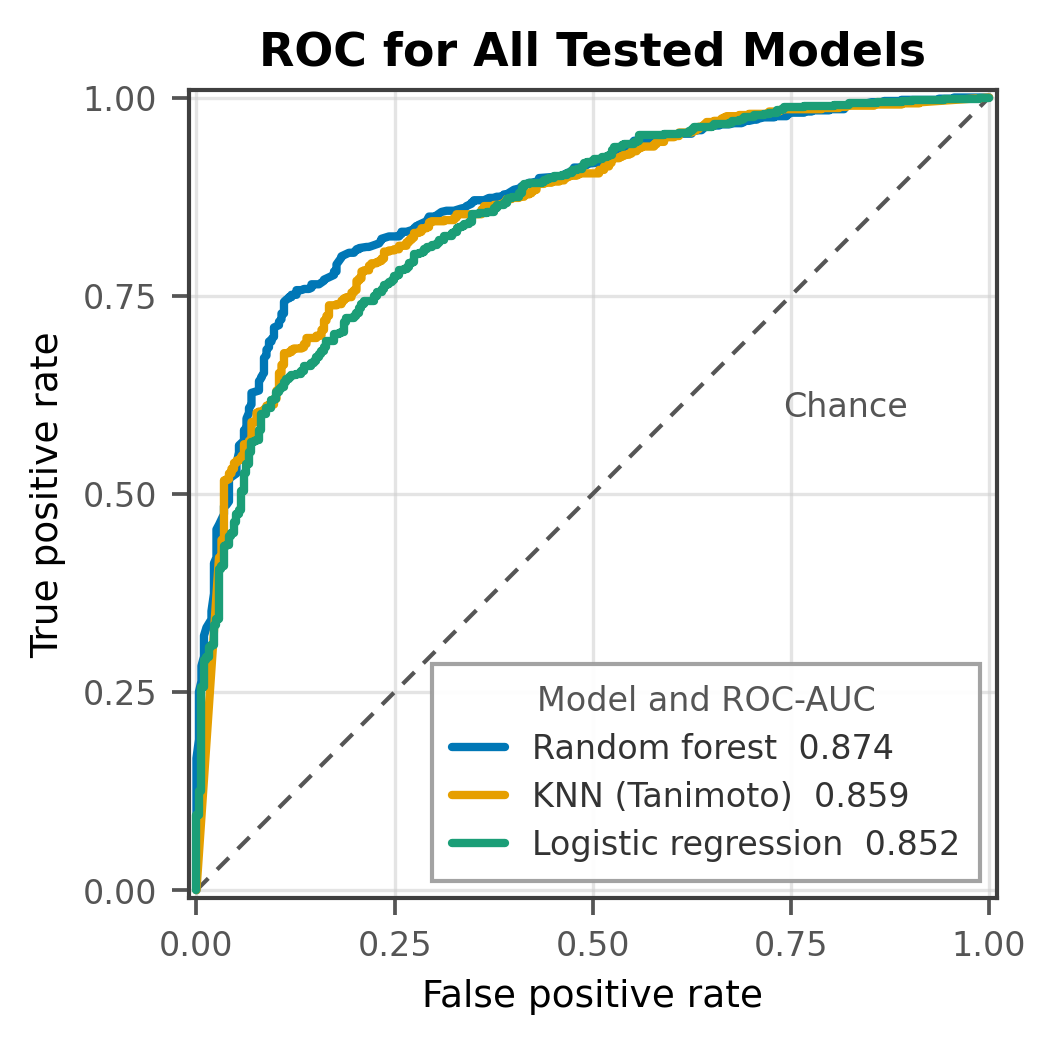 ROC for All Tested Models
True positive rate
1.00
0.75
0.50
0.25
0.00
Chance
Model and ROC-AUC
Random forest 0.874
KNN (Tanimoto) 0.859
Logistic regression 0.852
0.00 0.25 0.50 0.75 1.00
False positive rate